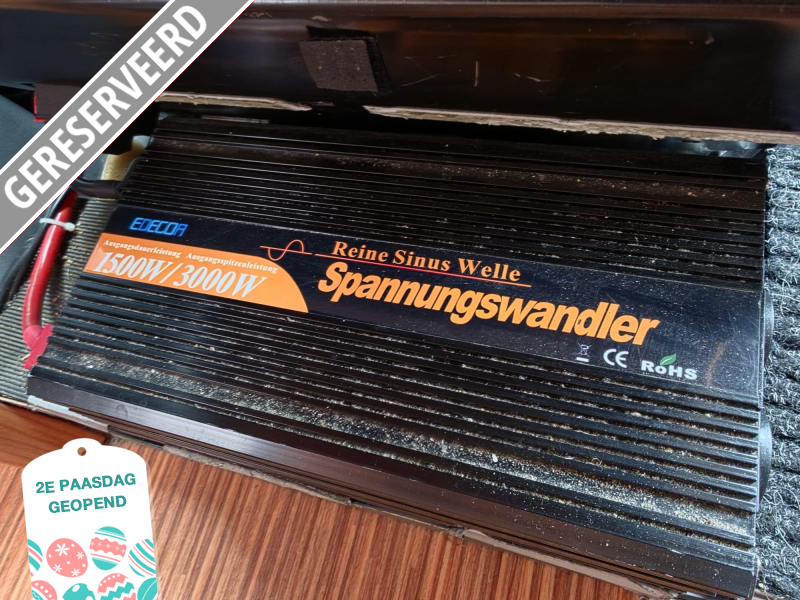 GERESERVEERD
EDECOA
Ausgangsdauerleistung Ausgangsspitzenleistung
1500W/3000W
Reine Sinus Welle
Spannungswandler
CE RoHS
2E PAASDAG
GEOPEND